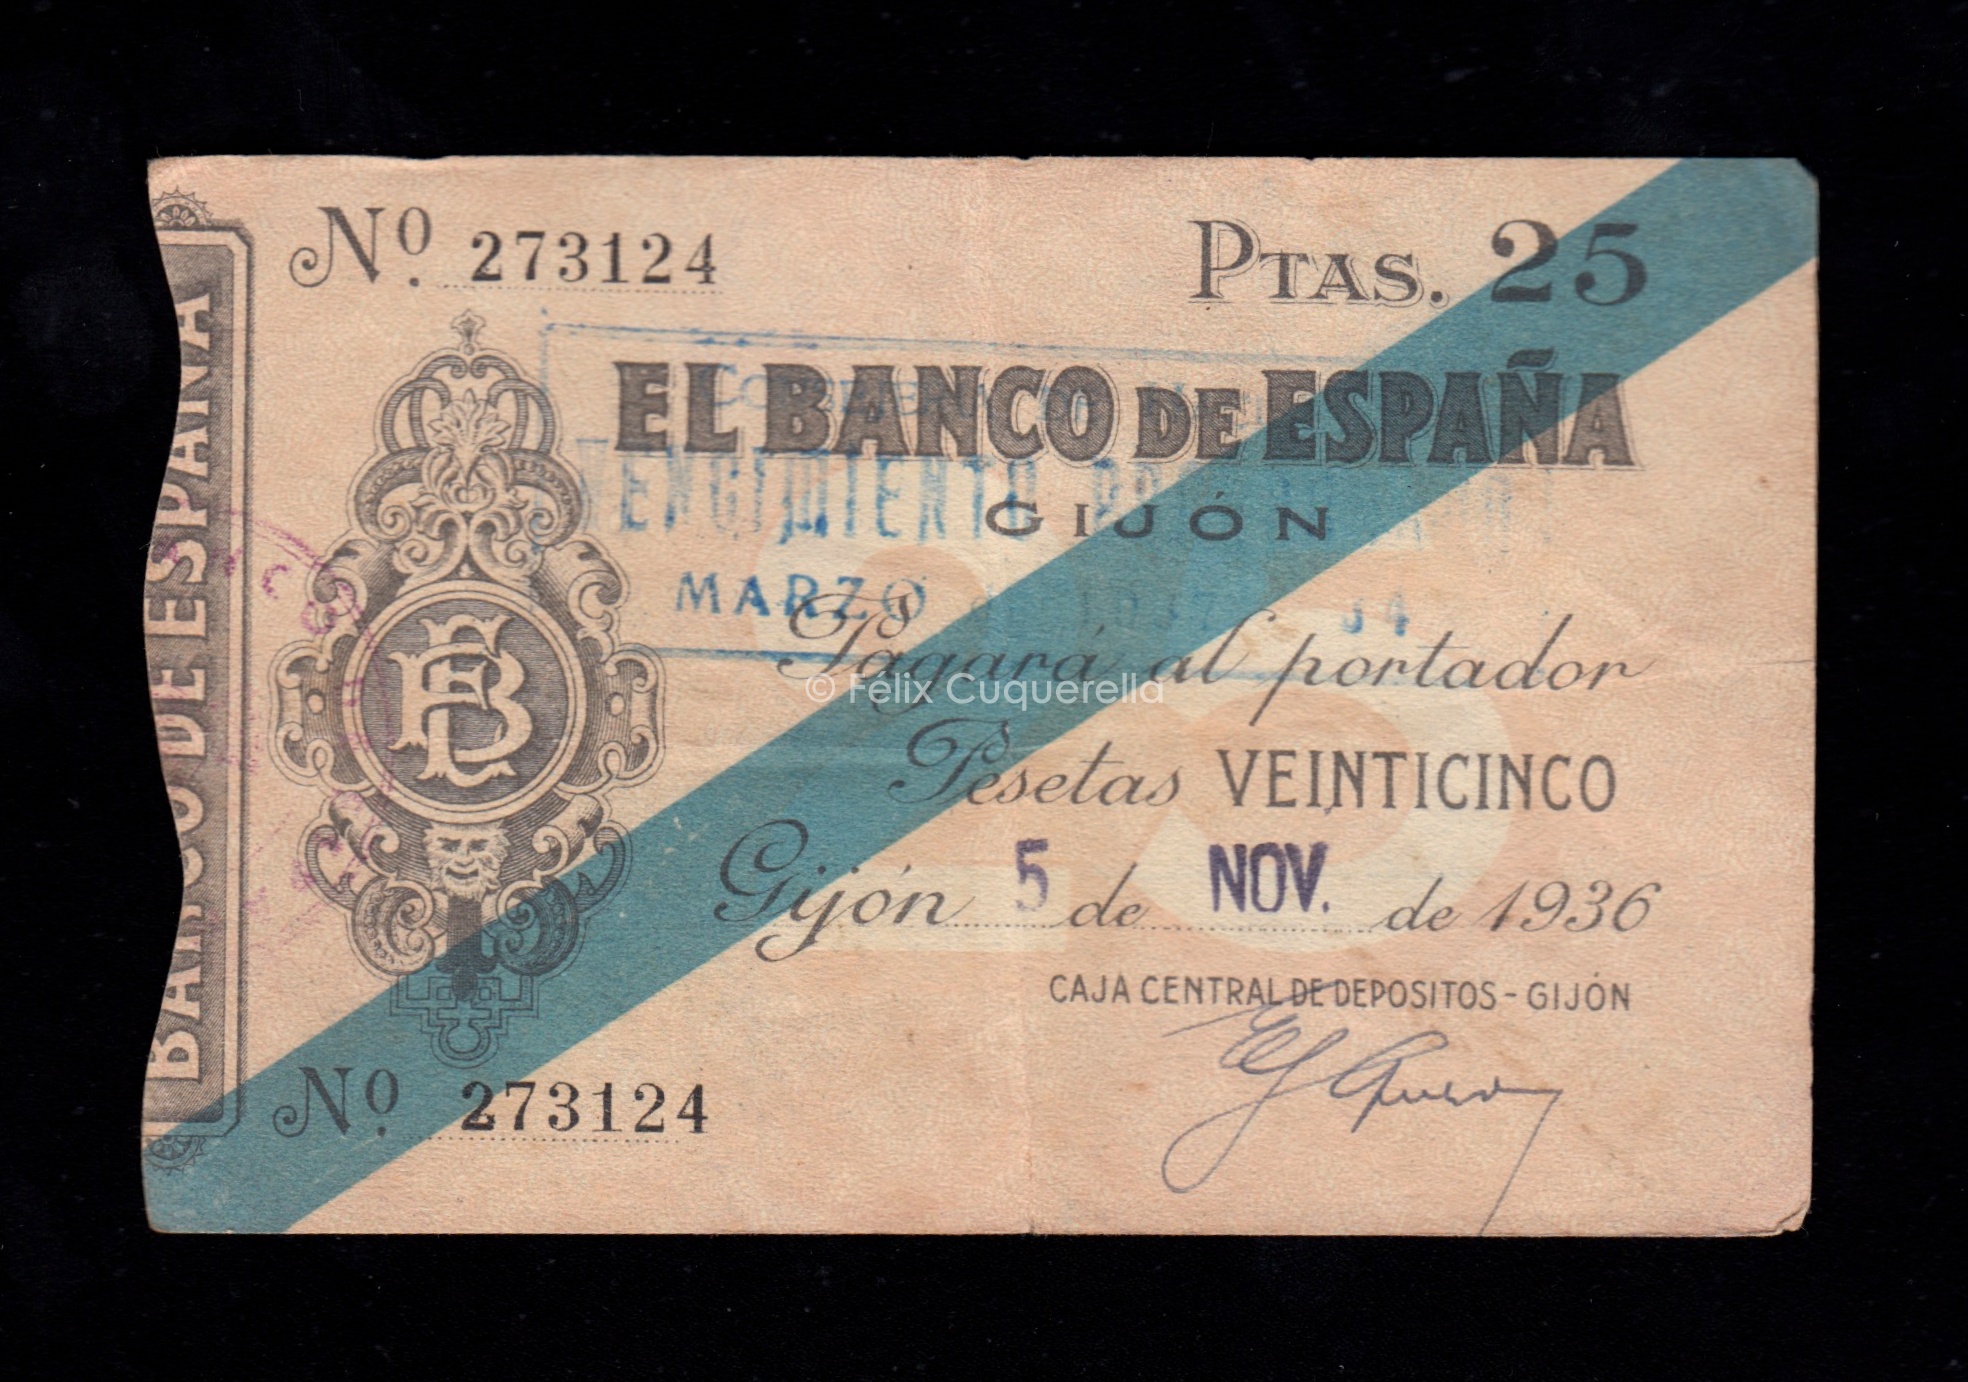 Nº. 273124
PTAS. 25
BANCO DE ESPAÑA
EL BANCO DE ESPAÑA
GIJÓN
MARZO
Pagará al portador
© Félix Cuquerella
Pesetas VEINTICINCO
Gijón 5 de NOV. de 1936
CAJA CENTRAL DE DEPOSITOS - GIJÓN
Nº. 273124
EB